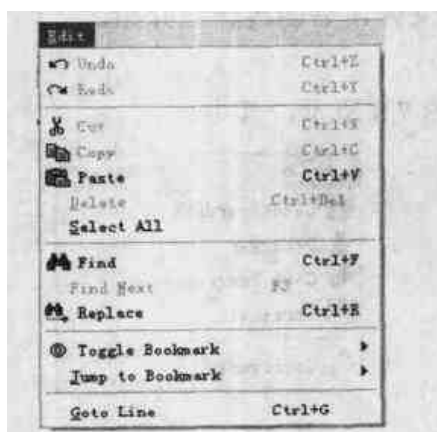 Edit
Undo Ctrl+Z
Redo Ctrl+Y
Cut Ctrl+X
Copy Ctrl+C
Paste Ctrl+V
Delete Ctrl+Del
Select All
Find Ctrl+F
Find Next F3
Replace Ctrl+R
Toggle Bookmark
Jump to Bookmark
Goto Line Ctrl+G